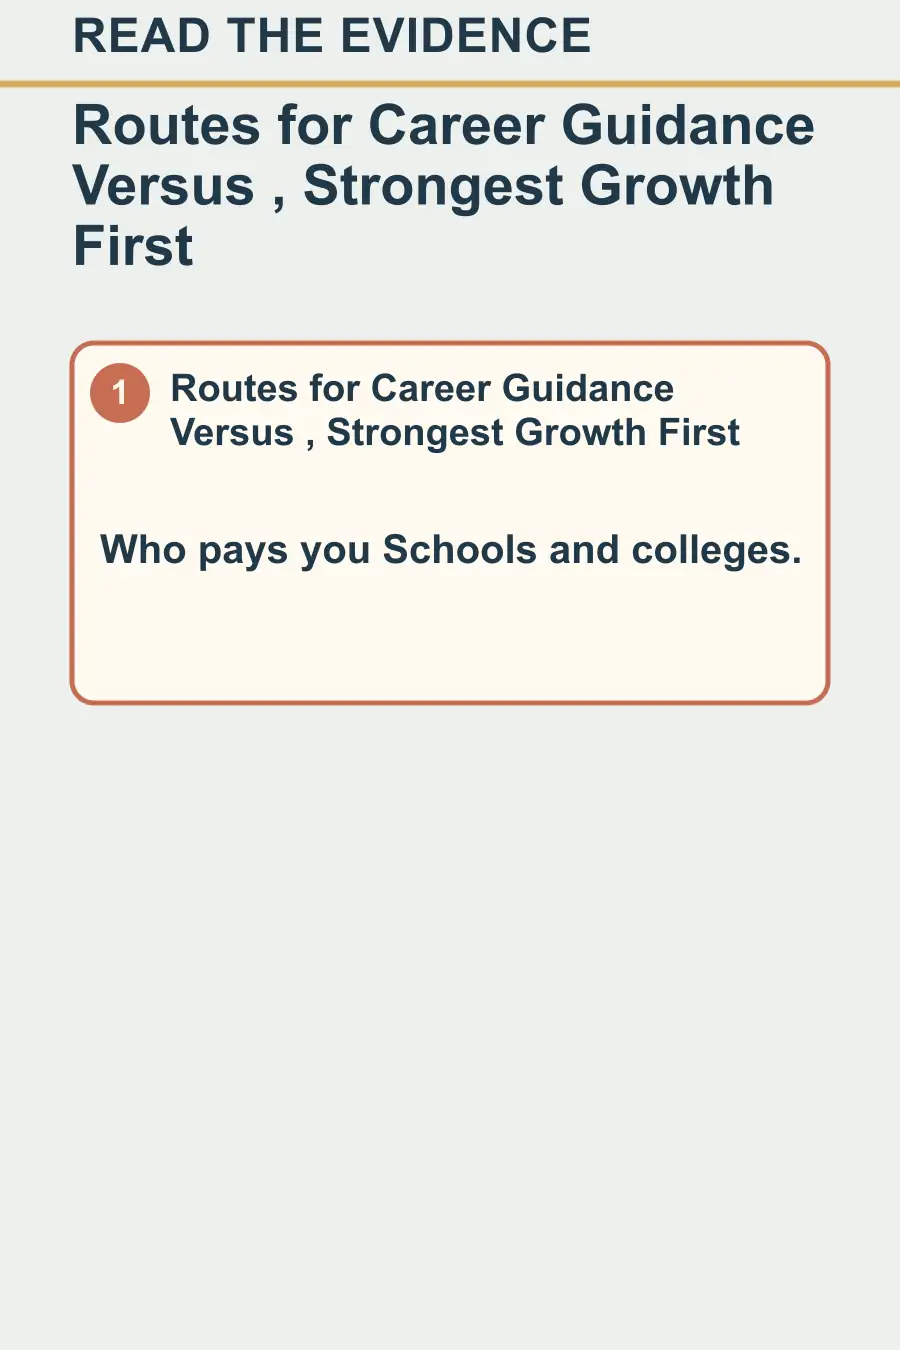 READ THE EVIDENCE
Routes for Career Guidance
Versus , Strongest Growth
First
1
Routes for Career Guidance
Versus , Strongest Growth First
Who pays you Schools and colleges.